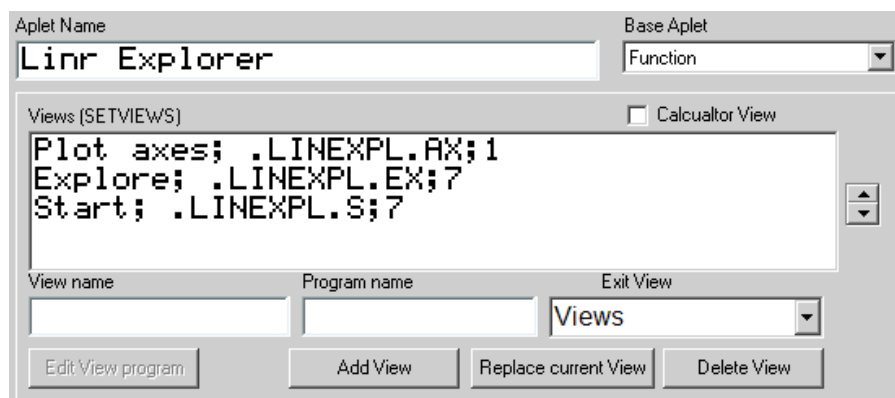 Aplet Name
Base Aplet
Linr Explorer
Function
Views (SETVIEWS)
Calcualtor View
Plot axes; .LINEXPL.AX;1
Explore; .LINEXPL.EX;7
Start; .LINEXPL.S;7
View name
Program name
Exit View
Views
Edit View program
Add View
Replace current View
Delete View